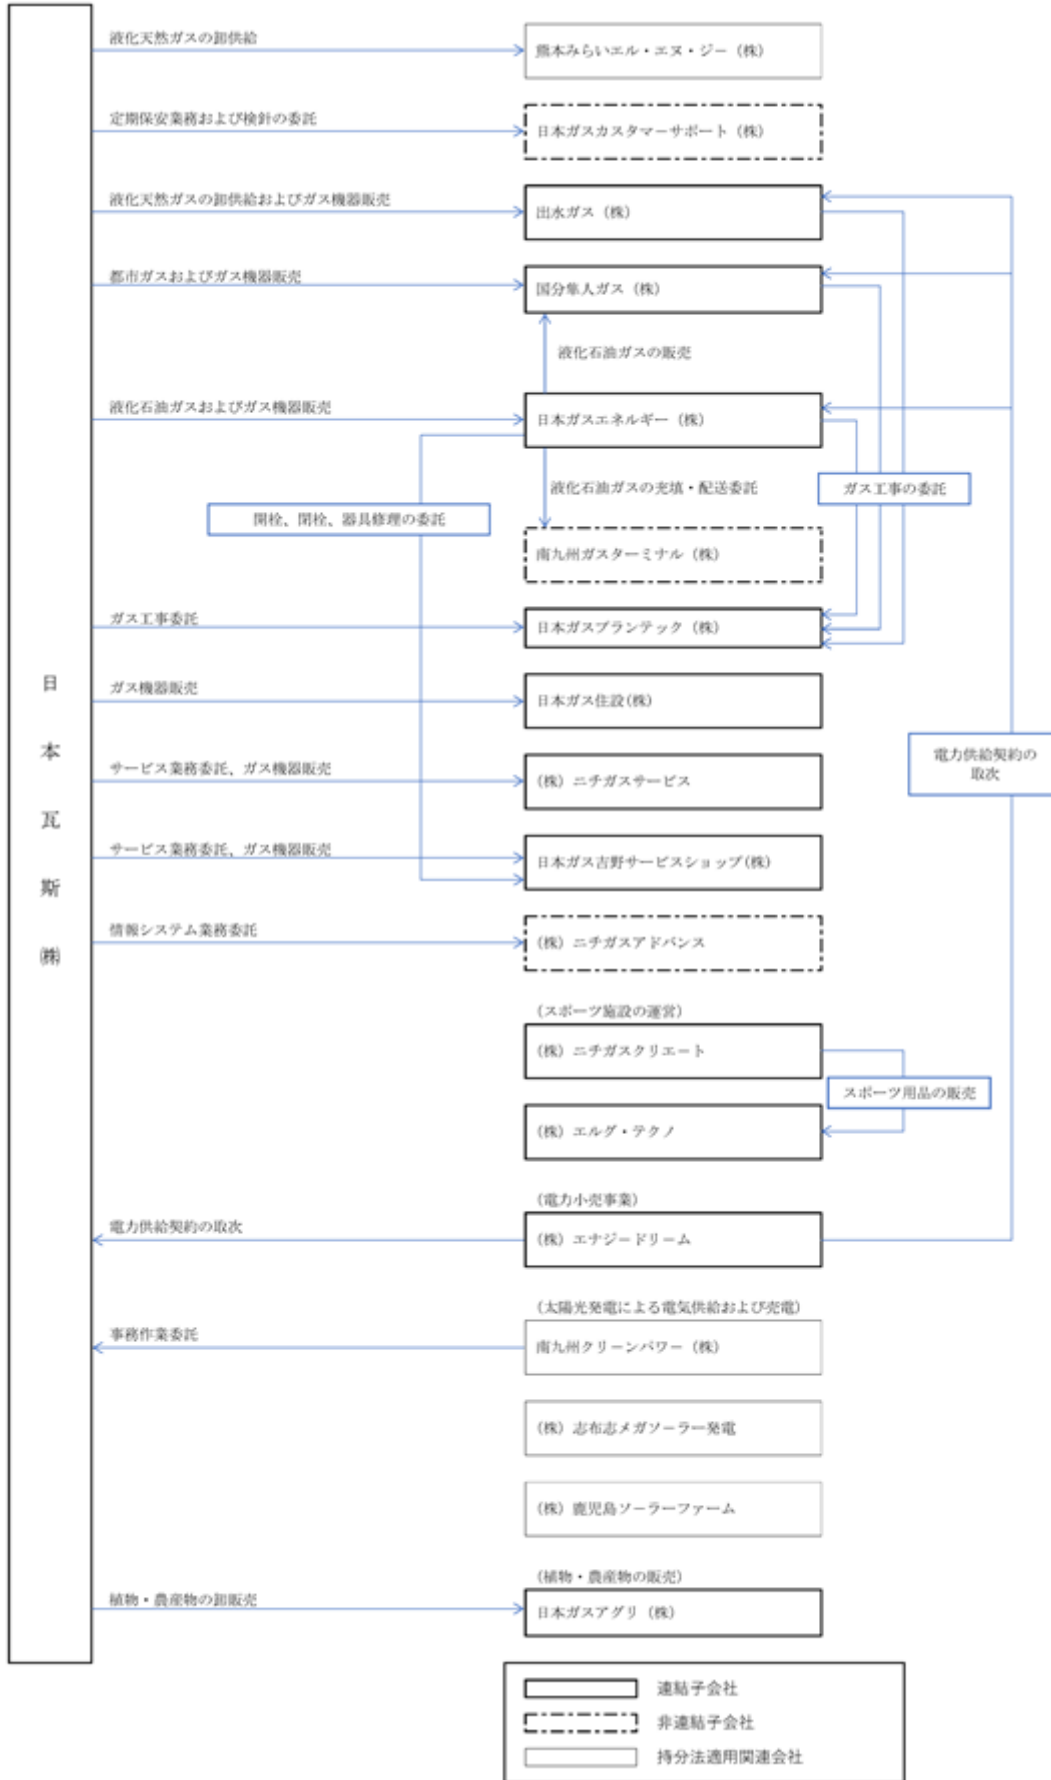 日本瓦斯㈱
液化天然ガスの卸供給
熊本みらいエル・エヌ・ジー（株）
定期保安業務および検針の委託
日本ガスカスタマーサポート（株）
液化天然ガスの卸供給およびガス機器販売
出水ガス（株）
都市ガスおよびガス機器販売
国分隼人ガス（株）
液化石油ガスの販売
液化石油ガスおよびガス機器販売
日本ガスエネルギー（株）
液化石油ガスの充填・配送委託
ガス工事の委託
開栓、閉栓、器具修理の委託
南九州ガスターミナル（株）
ガス工事委託
日本ガスプランテック（株）
ガス機器販売
日本ガス住設(株)
電力供給契約の
取次
サービス業務委託、ガス機器販売
（株）ニチガスサービス
サービス業務委託、ガス機器販売
日本ガス吉野サービスショップ(株)
情報システム業務委託
（株）ニチガスアドバンス
（スポーツ施設の運営）
（株）ニチガスクリエート
スポーツ用品の販売
（株）エルグ・テクノ
（電力小売事業）
電力供給契約の取次
（株）エナジードリーム
（太陽光発電による電気供給および売電）
事務作業委託
南九州クリーンパワー（株）
（株）志布志メガソーラー発電
（株）鹿児島ソーラーファーム
（植物・農産物の販売）
植物・農産物の卸販売
日本ガスアグリ（株）
連結子会社
非連結子会社
持分法適用関連会社